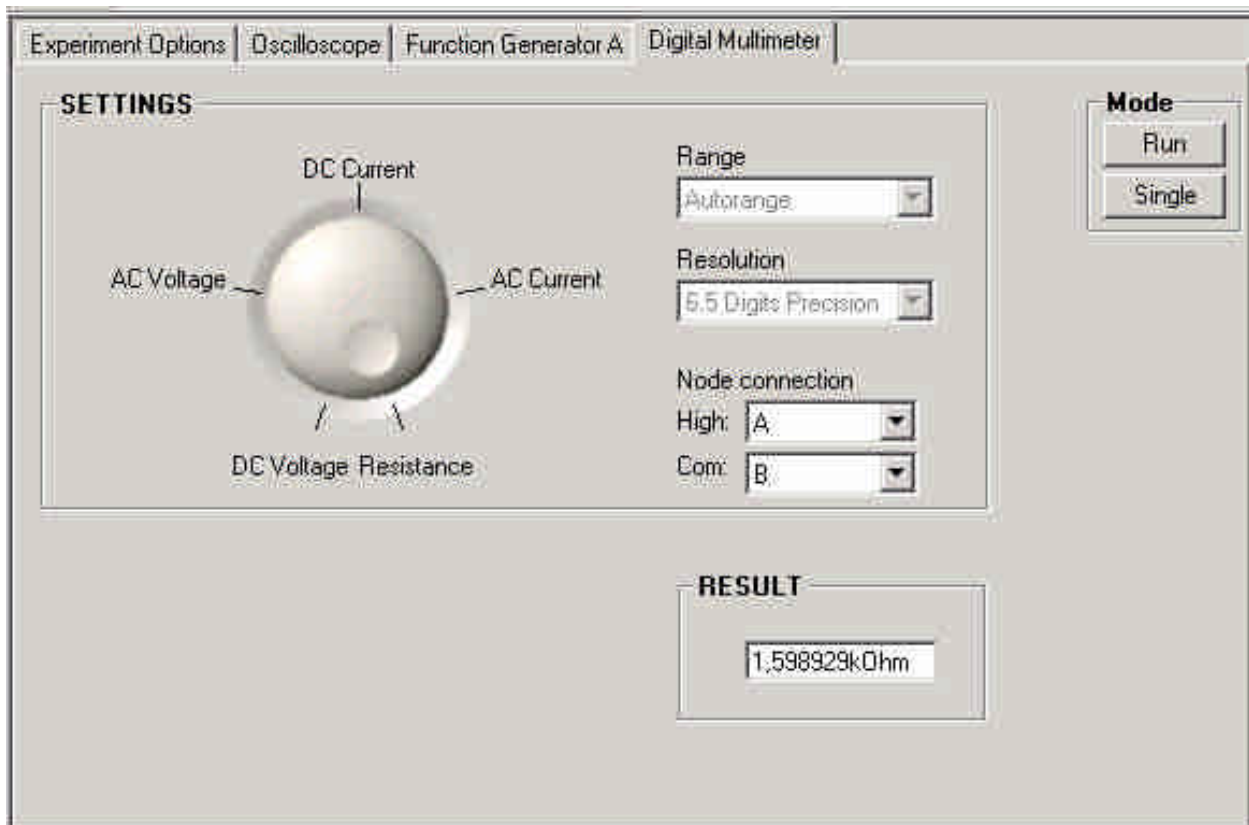 Experiment Options
Oscilloscope
Function Generator A
Digital Multimeter
SETTINGS
DC Current
AC Voltage
AC Current
DC Voltage
Resistance
Range
Autorange
Resolution
6.5 Digits Precision
Node connection
High: A
Com: B
Mode
Run
Single
RESULT
1,598929kOhm